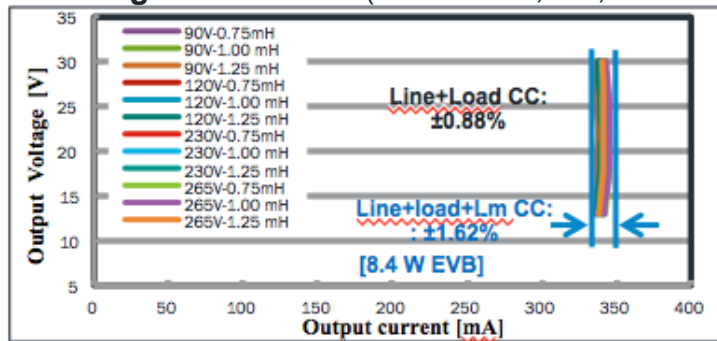 90V-0.75mH
90V-1.00 mH
90V-1.25 mH
120V-0.75mH
120V-1.00 mH
120V-1.25 mH
230V-0.75mH
230V-1.00 mH
230V-1.25 mH
265V-0.75mH
265V-1.00 mH
265V-1.25 mH
Line+Load CC:
±0.88%
Line+load+Lm CC:
: ±1.62%
[8.4 W EVB]
Output Voltage [V]
35
30
25
20
15
10
5
0 50 100 150 200 250 300 350 400
Output current [mA]